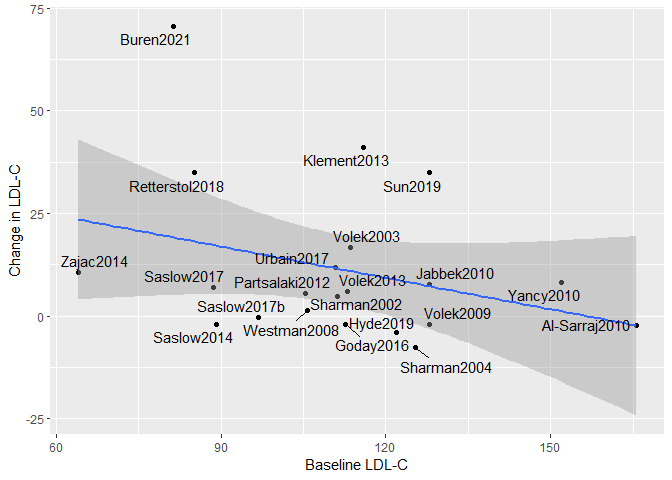 75
Buren2021
50
Klement2013
Retterstol2018
Sun2019
25
Volek2003
Zajac2014
Urbain2017
Saslow2017
Partsalaki2012
Volek2013
Jabbek2010
Saslow2017b
Sharman2002
Yancy2010
0
Westman2008
Hyde2019
Volek2009
Al-Sarraj2010
Saslow2014
Goday2016
Sharman2004
-25
60
90
120
150
Baseline LDL-C
Change in LDL-C